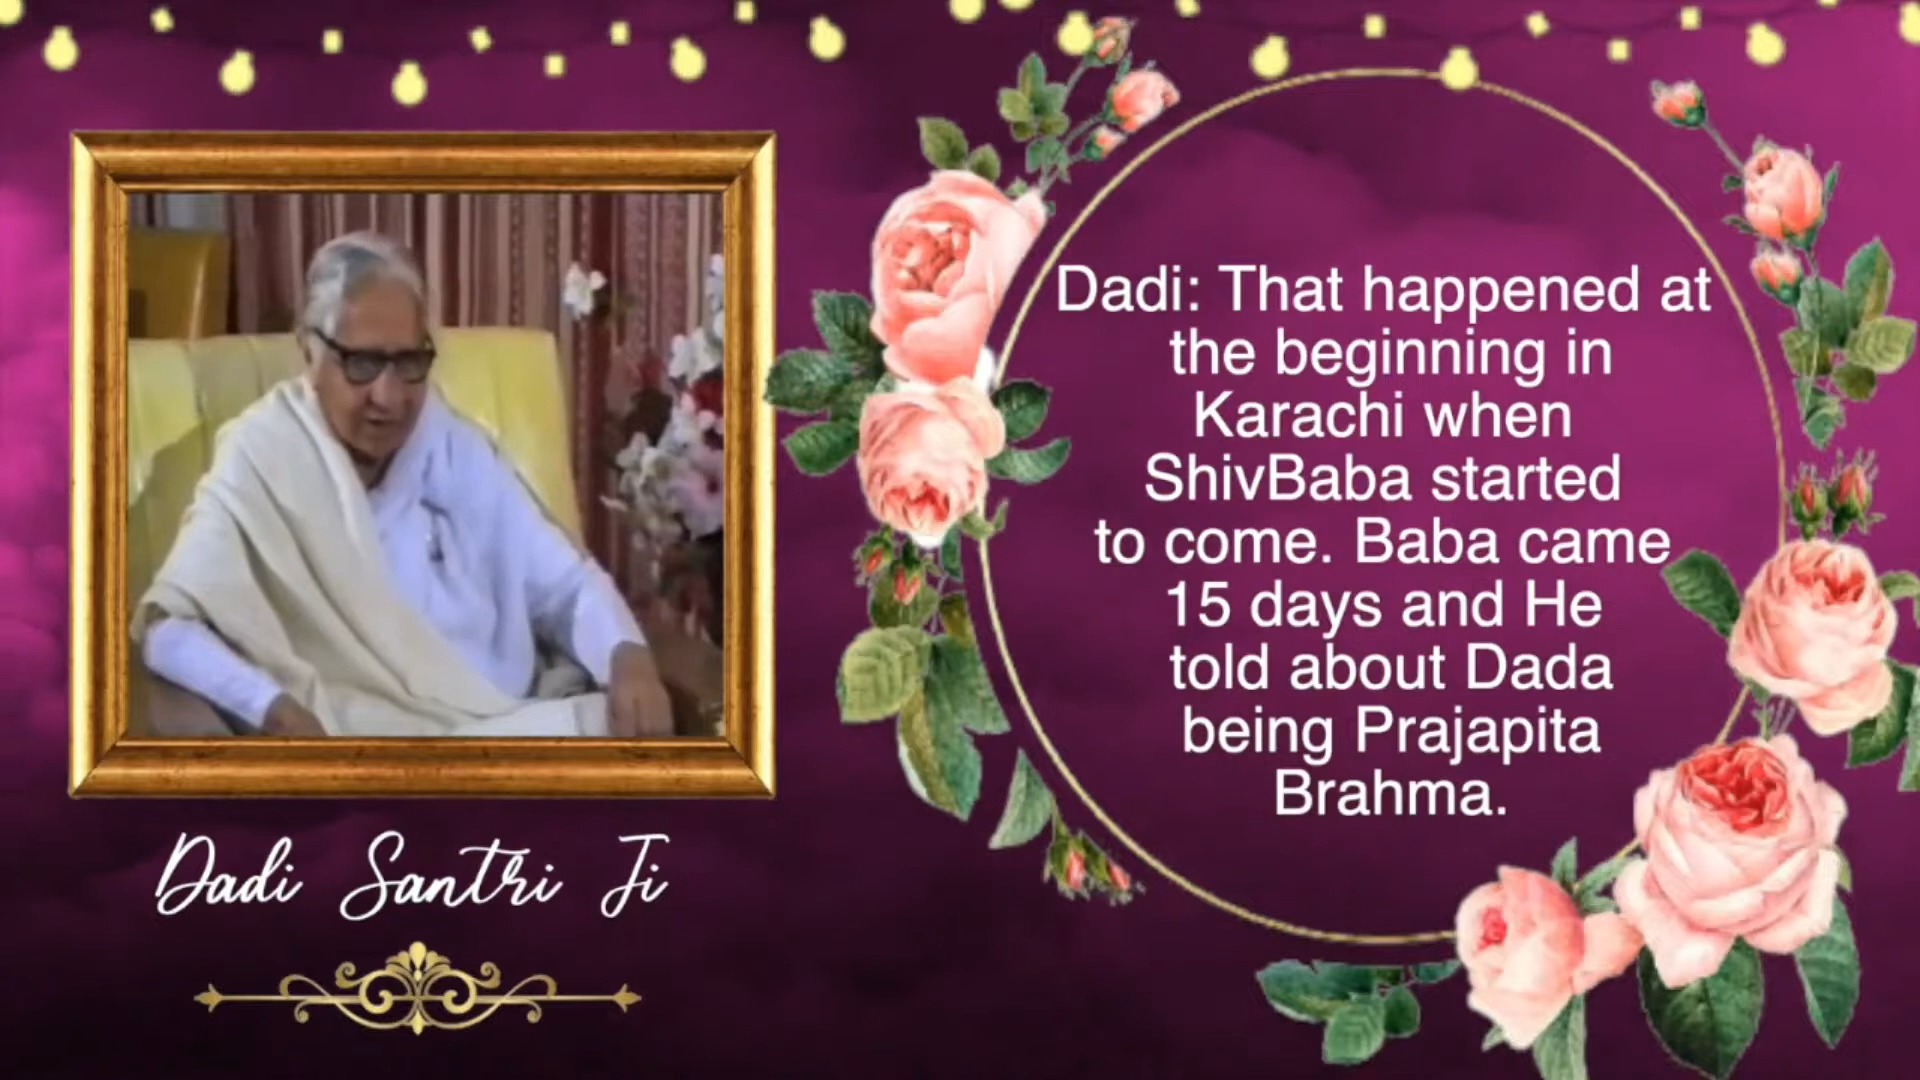 Dadi Santri Ji
Dadi: That happened at
the beginning in
Karachi when
ShivBaba started
to come. Baba came
15 days and He
told about Dada
being Prajapita
Brahma.